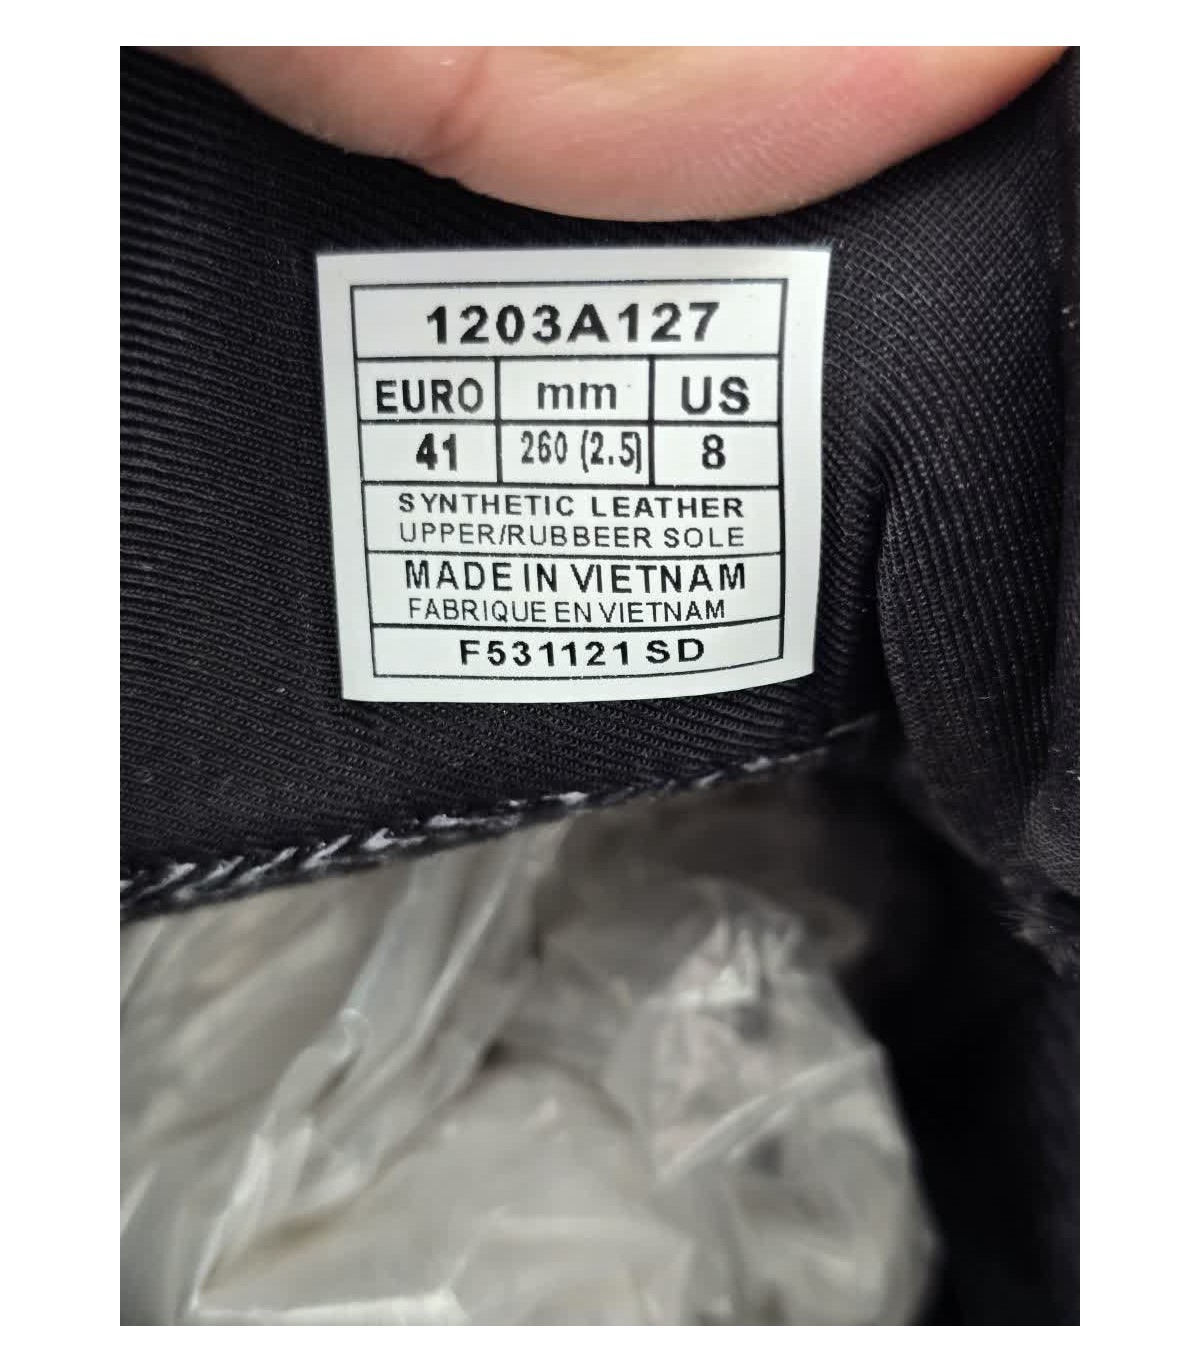 1203A127
EURO mm US
41 260 (2.5) 8
SYNTHETIC LEATHER
UPPER/RUBBEER SOLE
MADE IN VIETNAM
FABRIQUE EN VIETNAM
F531121 SD